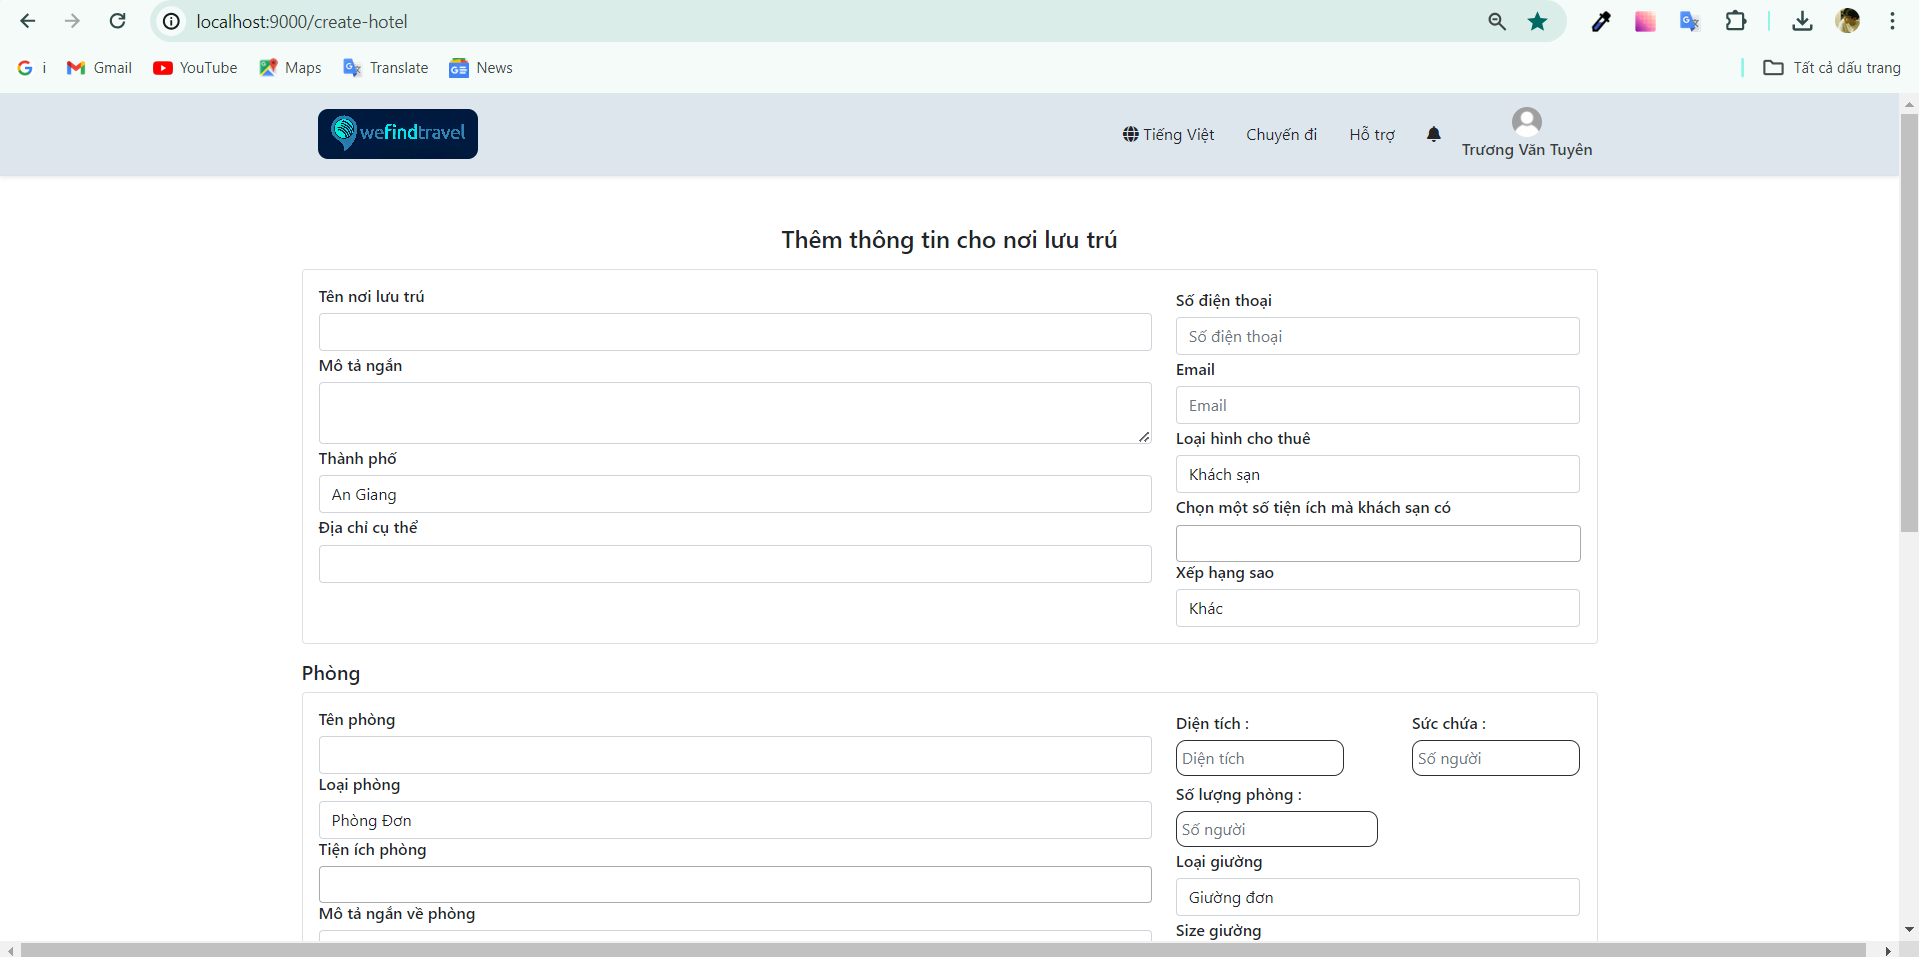 localhost:9000/create-hotel
i
Gmail
YouTube
Maps
Translate
News
Tất cả dấu trang
wefindtravel
Tiếng Việt
Chuyến đi
Hỗ trợ
Trương Văn Tuyên
Thêm thông tin cho nơi lưu trú
Tên nơi lưu trú
Mô tả ngắn
Thành phố
An Giang
Địa chỉ cụ thể
Số điện thoại
Số điện thoại
Email
Email
Loại hình cho thuê
Khách sạn
Chọn một số tiện ích mà khách sạn có
Xếp hạng sao
Khác
Phòng
Tên phòng
Loại phòng
Phòng Đơn
Tiện ích phòng
Mô tả ngắn về phòng
Diện tích :
Diện tích
Sức chứa :
Số người
Số lượng phòng :
Số người
Loại giường
Giường đơn
Size giường